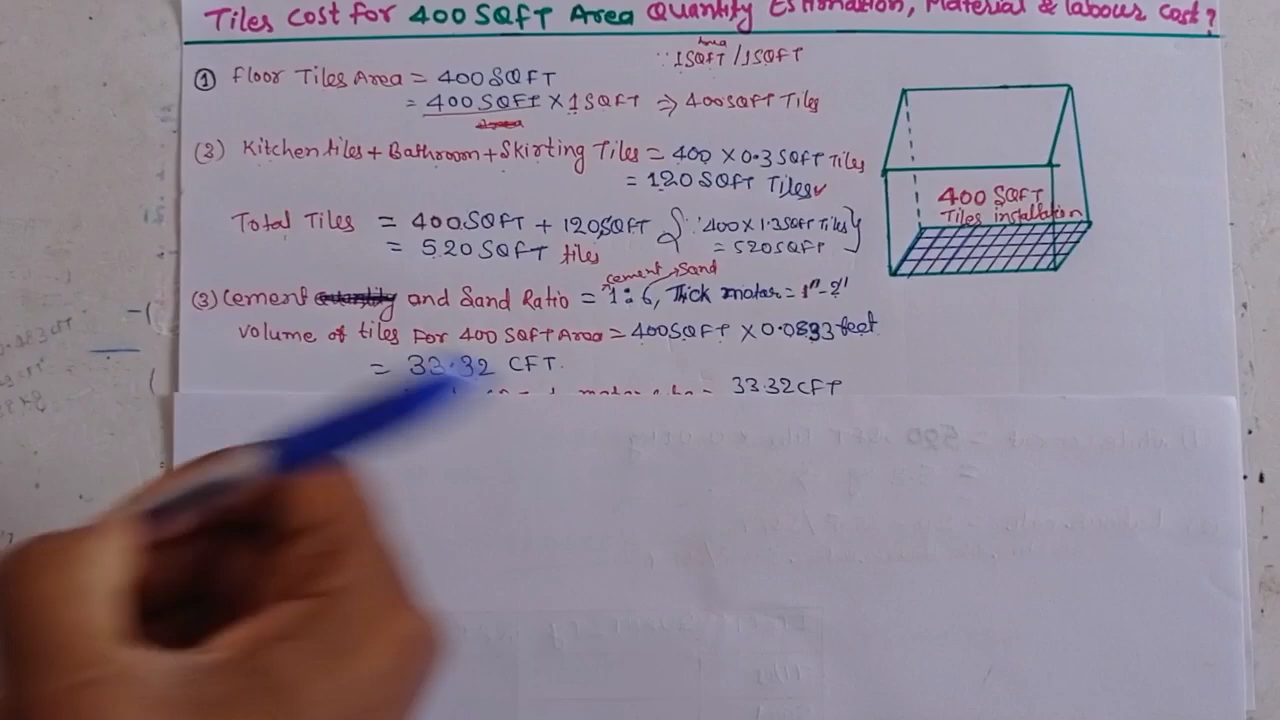 Tiles Cost for 400 SQFT Area Quantity Estimation, Material & labour Cost?
Area
∵ 1SQFT / 1SQFT
(1) Floor Tiles Area = 400 SQFT
= 400 SQFT × 1 SQFT ⇒ 400 SQFT Tiles
(2) Kitchen tiles + Bathroom + Skirting Tiles = 400 × 0.3 SQFT Tiles
= 120 SQFT Tiles
400 SQFT
Tiles installation
Total Tiles = 400 SQFT + 120 SQFT { ∵ 400 × 1.3 SQFT Tiles }
= 520 SQFT tiles = 520 SQFT
cement Sand
(3) Cement and Sand Ratio = 1:6, Thick motar = 1"-2"
Volume of tiles For 400 SQFT Area = 400 SQFT × 0.0833 feet
= 33.32 CFT.
33.32 CFT